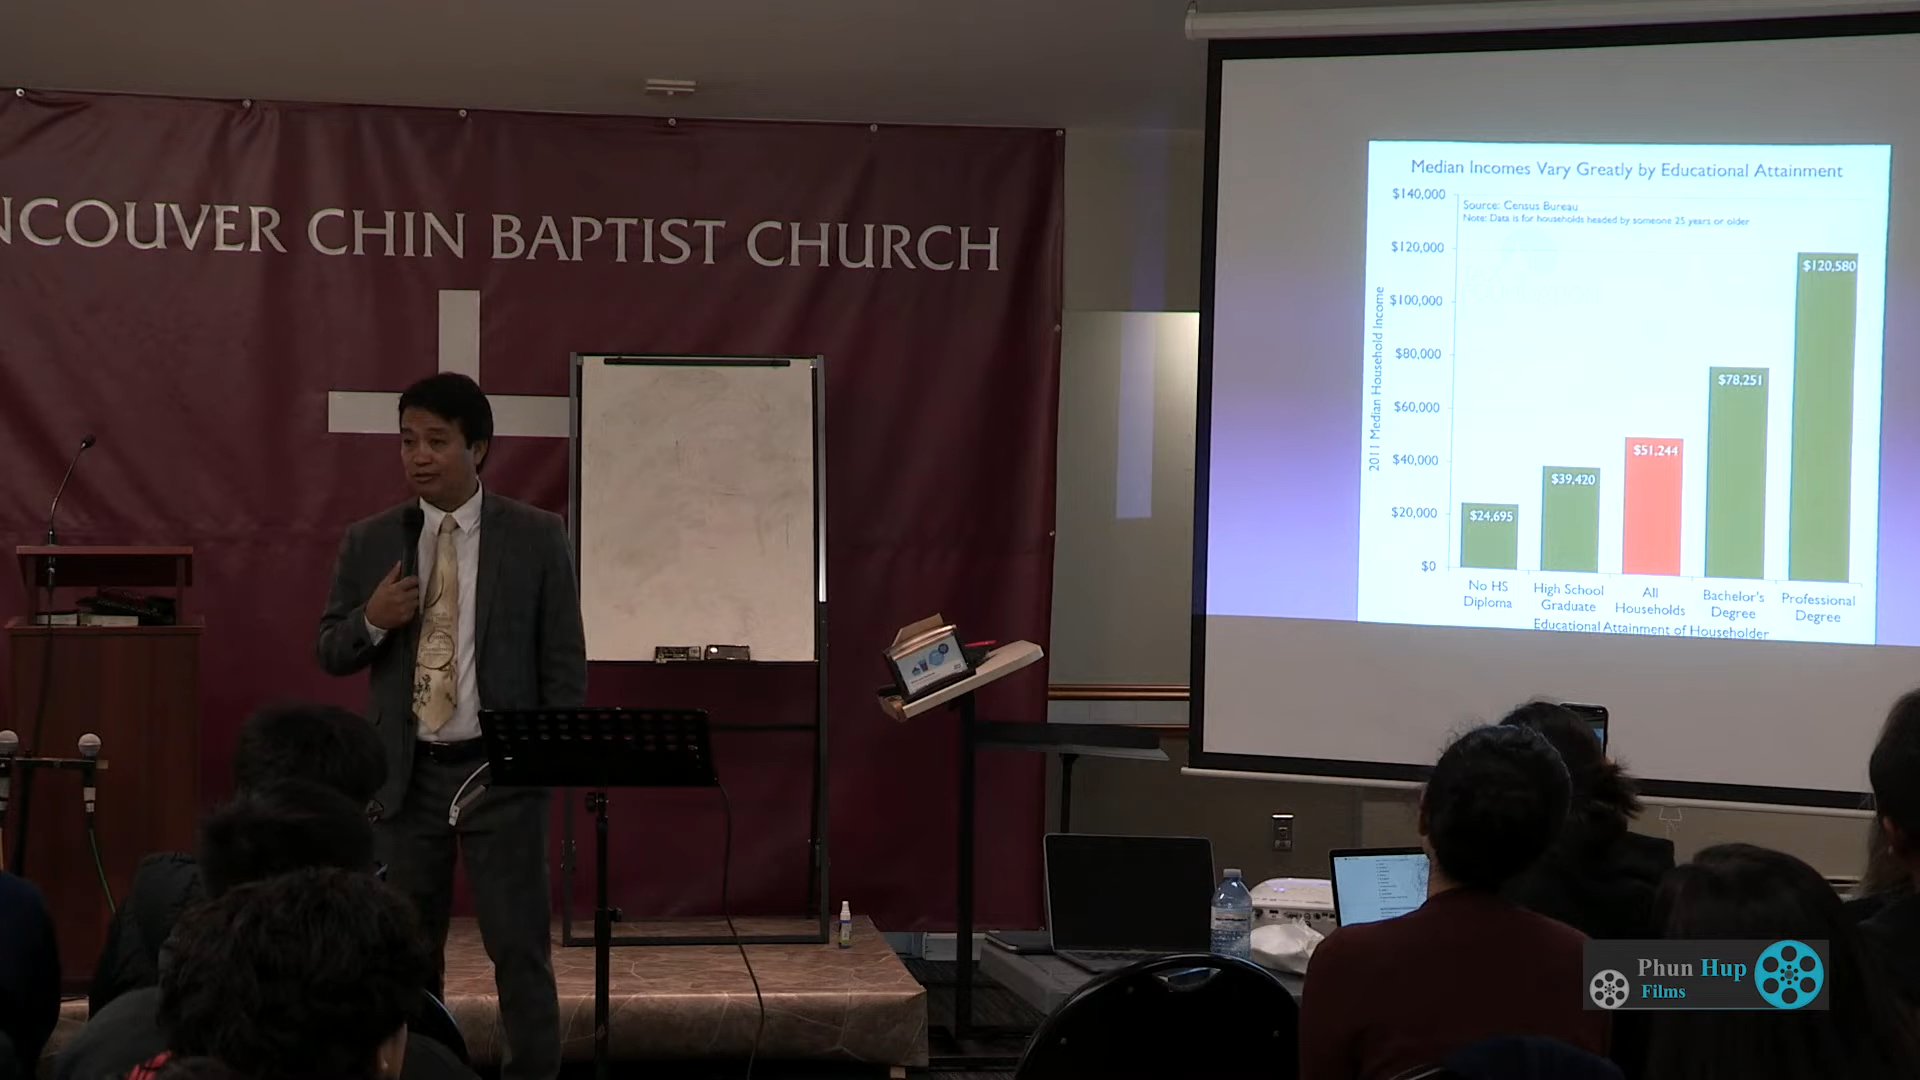 NCOUVER CHIN BAPTIST CHURCH
Median Incomes Vary Greatly by Educational Attainment
Source: Census Bureau
Note: Data is for households headed by someone 25 years or older
2011 Median Household Income
$140,000
$120,000
$100,000
$80,000
$60,000
$40,000
$20,000
$0
$24,695
$39,420
$51,244
$78,251
$120,580
No HS
Diploma
High School
Graduate
All
Households
Bachelor's
Degree
Professional
Degree
Educational Attainment of Householder
Phun Hup
Films